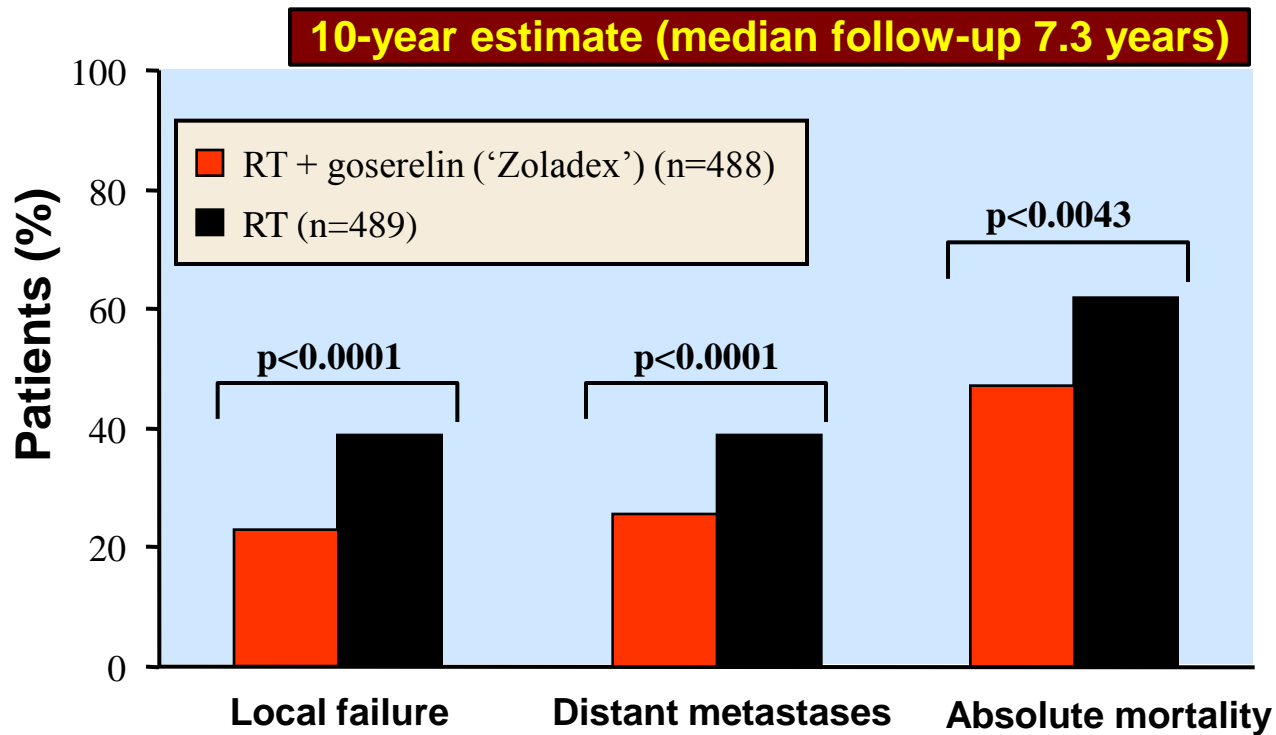 10-year estimate (median follow-up 7.3 years)
100
80
60
40
20
0
Patients (%)
RT + goserelin (‘Zoladex’) (n=488)
RT (n=489)
p<0.0001
p<0.0001
p<0.0043
Local failure
Distant metastases
Absolute mortality